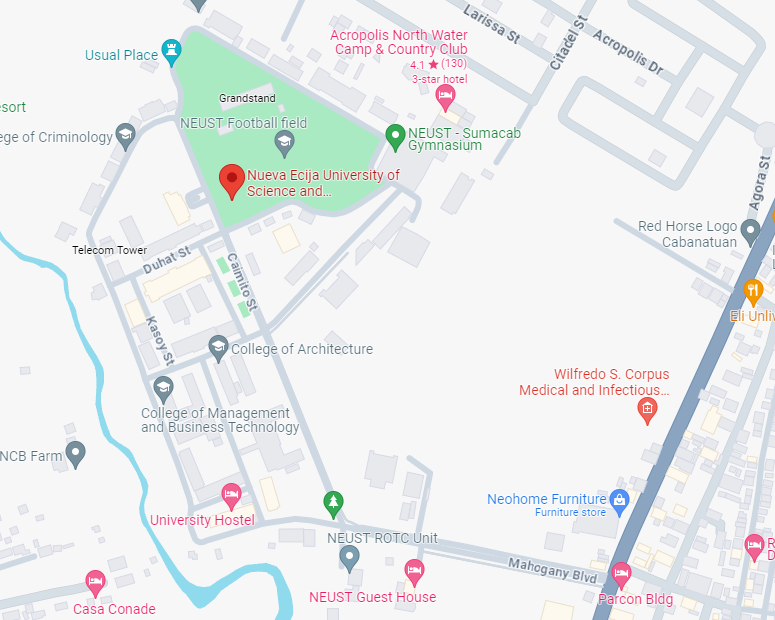 Larissa St
Citadel St
Acropolis Dr
Acropolis North Water
Camp & Country Club
4.1 ★ (130)
3-star hotel
Usual Place
Grandstand
esort
ege of Criminology
NEUST Football field
NEUST - Sumacab
Gymnasium
Nueva Ecija University of
Science and...
Agora St
Red Horse Logo
Cabanatuan
Telecom Tower
Duhat St
Caimito St
Kasoy St
Eli Unliw
College of Architecture
Wilfredo S. Corpus
Medical and Infectious...
College of Management
and Business Technology
NCB Farm
University Hostel
Neohome Furniture
Furniture store
NEUST ROTC Unit
Mahogany Blvd
NEUST Guest House
Parcon Bldg
Casa Conade